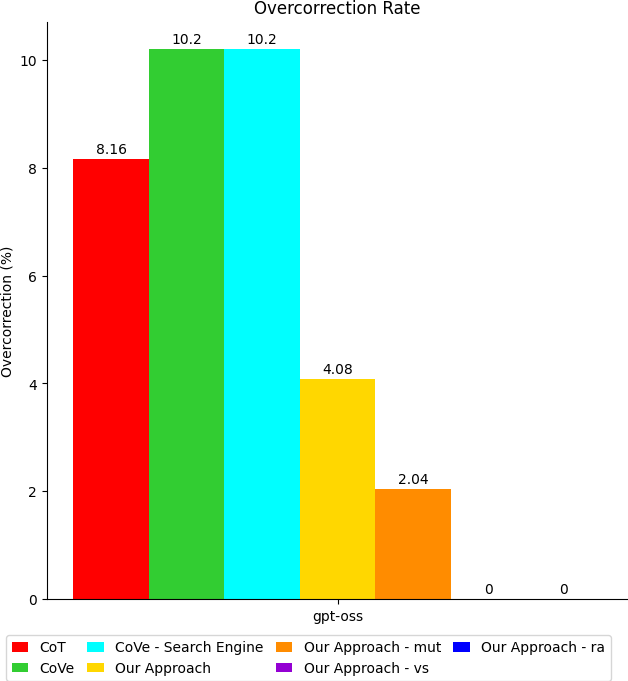 Overcorrection Rate
Overcorrection (%)
10
8
6
4
2
0
8.16
10.2
10.2
4.08
2.04
0
0
gpt-oss
CoT
CoVe
CoVe - Search Engine
Our Approach
Our Approach - mut
Our Approach - vs
Our Approach - ra